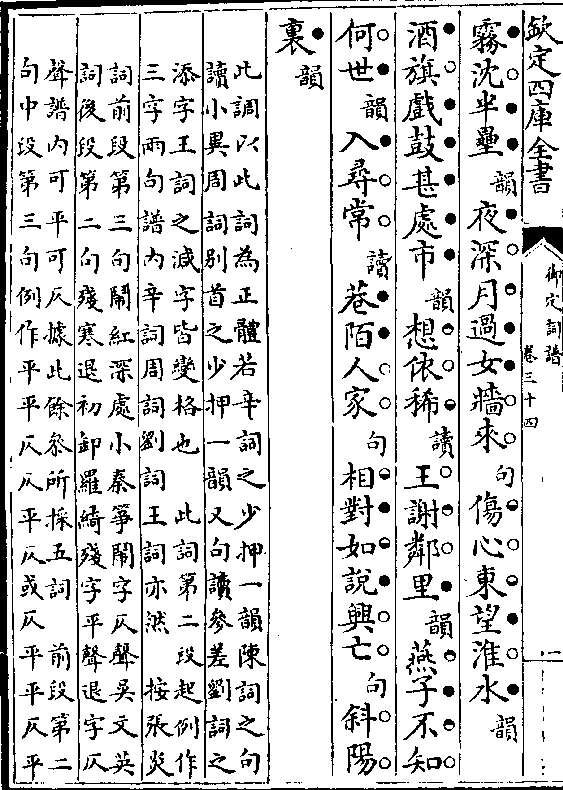 欽定四庫全書
御定詞譜
卷三十四
一
霧沈半壘韻夜深月過女牆來句傷心東望淮水韻
酒旗戲鼓甚處市韻想依稀讀王謝鄰里韻燕子不知
何世韻入尋常讀巷陌人家句相對如說興亡句斜陽
裏韻
此調以此詞為正體若辛詞之少押一韻陳詞之句
讀小異周詞別首之少押一韻又句讀參差劉詞之
添字王詞之減字皆變格也 此詞第二段起例作
三字兩句譜內辛詞周詞劉詞王詞亦然 按張炎
詞前段第三句鬧紅深處小秦箏鬧字仄聲吳文英
詞後段第二句殘寒退初卸羅綺殘字平聲退字仄
聲譜內可平可仄據此餘參所採五詞 前段第二
句中段第三句例作平平仄仄平仄或仄平平仄平